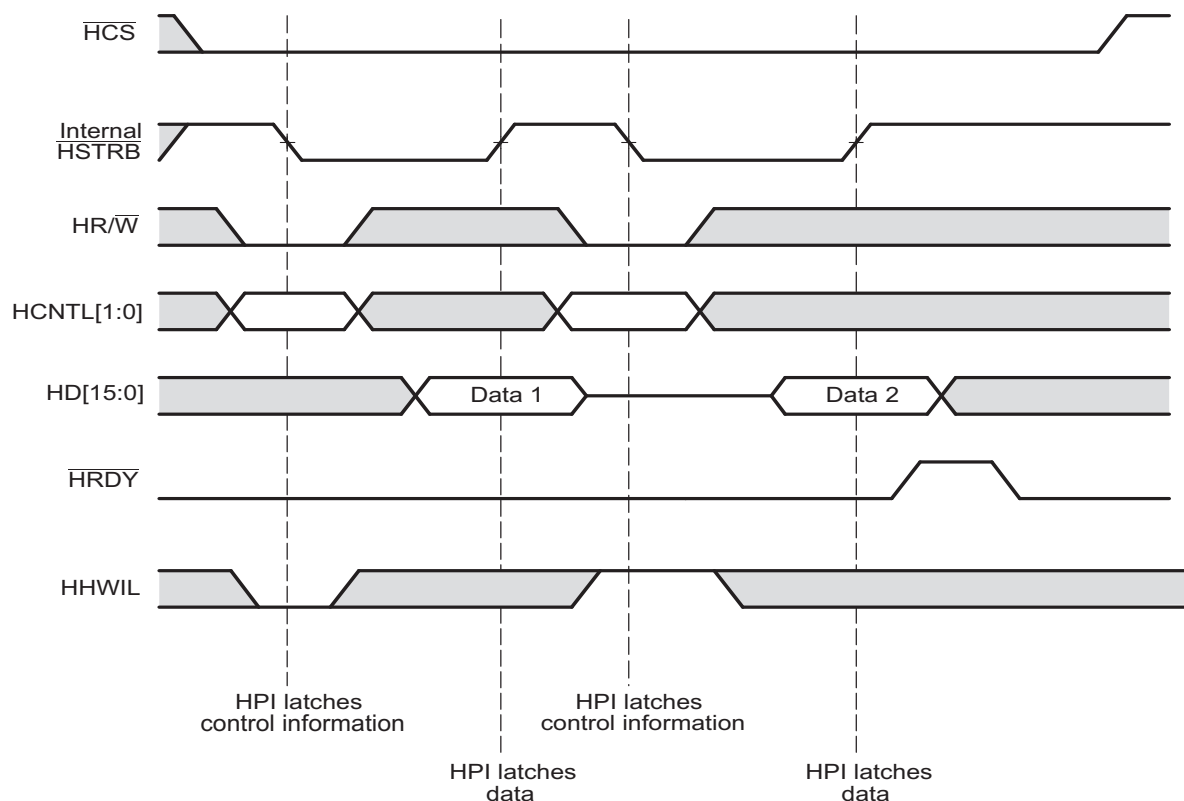 HCS
Internal
HSTRB
HR/W
HCNTL[1:0]
HD[15:0]
Data 1
Data 2
HRDY
HHWIL
HPI latches
control information
HPI latches
control information
HPI latches
data
HPI latches
data